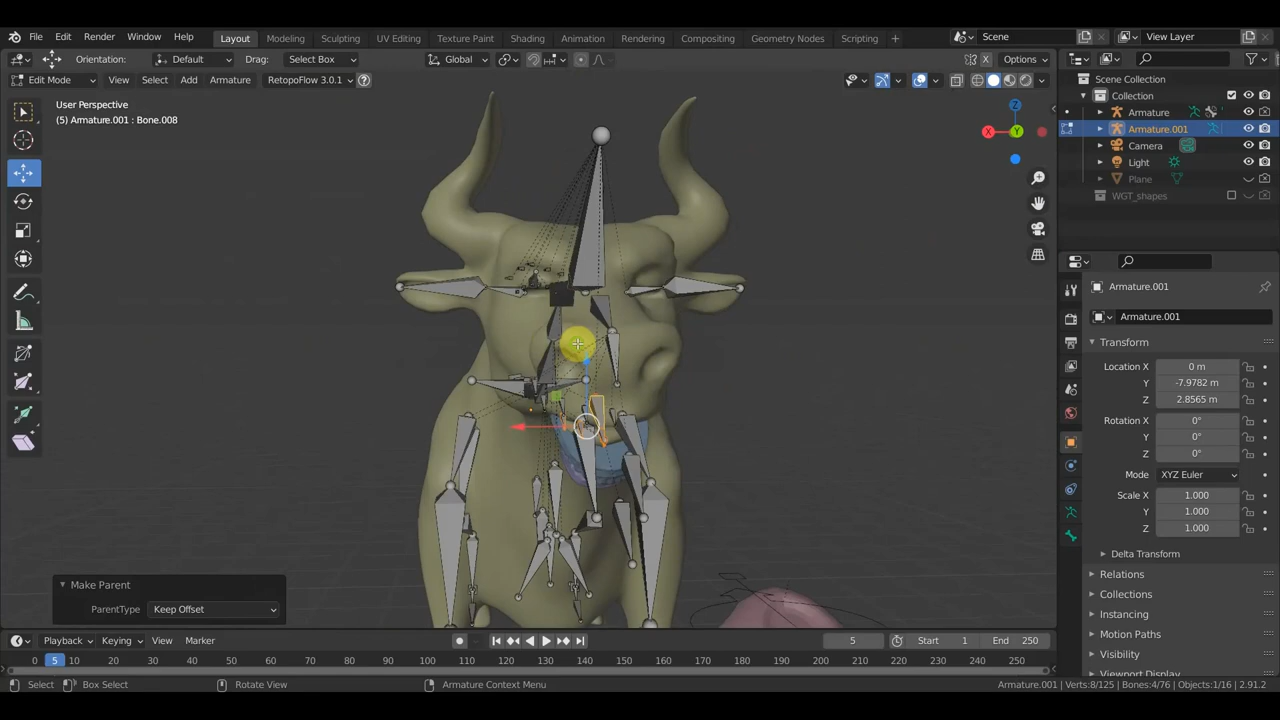 File Edit Render Window Help Layout Modeling Sculpting UV Editing Texture Paint Shading Animation Rendering Compositing Geometry Nodes Scripting + Scene View Layer
Orientation: Default Drag: Select Box Global X Options
Edit Mode View Select Add Armature RetopoFlow 3.0.1
User Perspective
(5) Armature.001 : Bone.008
X Y Z
Scene Collection
Collection
Armature
Armature.001
Camera
Light
Plane
WGT_shapes
Armature.001
Armature.001
Transform
Location X 0 m
Y -7.9782 m
Z 2.8565 m
Rotation X 0°
Y 0°
Z 0°
Mode XYZ Euler
Scale X 1.000
Y 1.000
Z 1.000
Delta Transform
Relations
Collections
Instancing
Motion Paths
Visibility
Viewport Display
Make Parent
ParentType Keep Offset
Playback Keying View Marker 5 Start 1 End 250
0 5 10 20 30 40 50 60 70 80 90 100 110 120 130 140 150 160 170 180 190 200 210 220 230 240 250
Select Box Select Rotate View Armature Context Menu Armature.001 | Verts:8/125 | Bones:4/76 | Objects:1/16 | 2.91.2